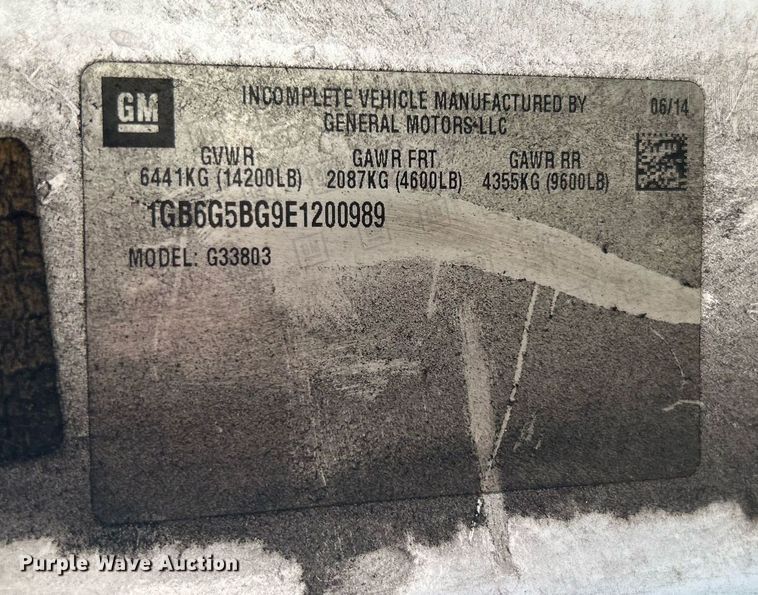 GM
INCOMPLETE VEHICLE MANUFACTURED BY
GENERAL MOTORS LLC
06/14
GVWR GAWR FRT GAWR RR
6441KG (14200LB) 2087KG (4600LB) 4355KG (9600LB)
1GB6G5BG9E1200989
MODEL: G33803
Purple Wave Auction